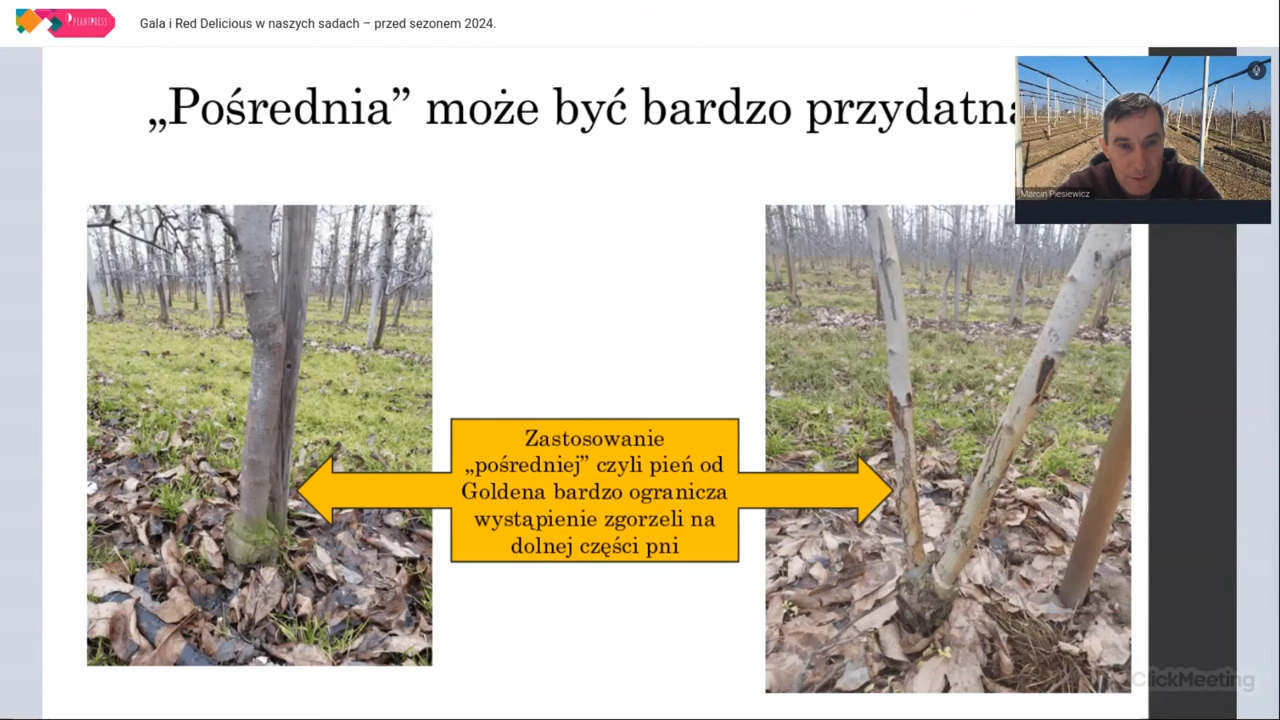 PLANTPRESS
Gala i Red Delicious w naszych sadach – przed sezonem 2024.
„Pośrednia” może być bardzo przydatna
Marcin Piesiewicz
Zastosowanie
„pośredniej” czyli pień od
Goldena bardzo ogranicza
wystąpienie zgorzeli na
dolnej części pni
ClickMeeting